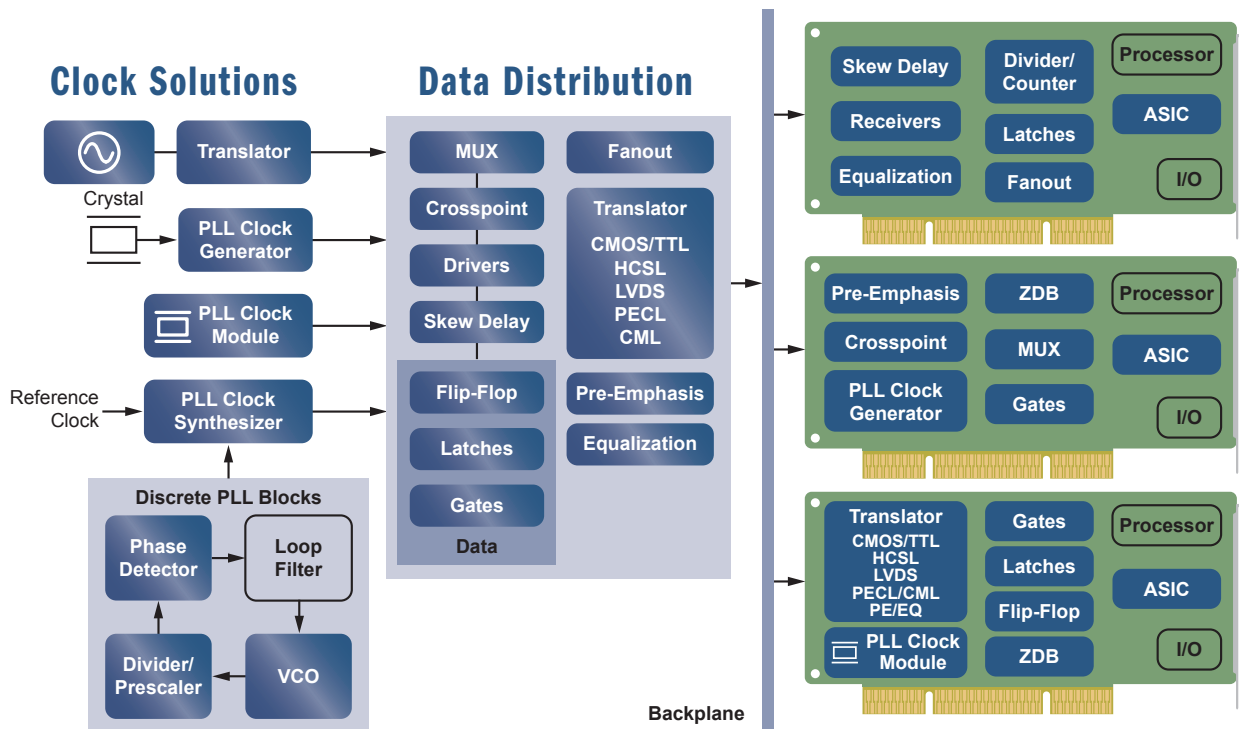 Clock Solutions
Translator
Crystal
PLL Clock
Generator
PLL Clock
Module
Reference
Clock
PLL Clock
Synthesizer
Discrete PLL Blocks
Phase
Detector
Loop
Filter
Divider/
Prescaler
VCO
Data Distribution
MUX
Crosspoint
Drivers
Skew Delay
Flip-Flop
Latches
Gates
Data
Fanout
Translator
CMOS/TTL
HCSL
LVDS
PECL
CML
Pre-Emphasis
Equalization
Backplane
Skew Delay
Receivers
Equalization
Divider/
Counter
Latches
Fanout
Processor
ASIC
I/O
Pre-Emphasis
Crosspoint
PLL Clock
Generator
ZDB
MUX
Gates
Processor
ASIC
I/O
Translator
CMOS/TTL
HCSL
LVDS
PECL/CML
PE/EQ
PLL Clock
Module
Gates
Latches
Flip-Flop
ZDB
Processor
ASIC
I/O